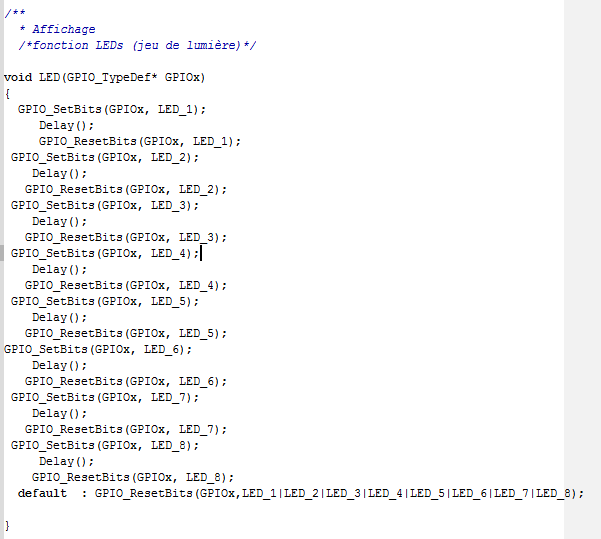 /**
* Affichage
/*fonction LEDs (jeu de lumière)*/
void LED(GPIO_TypeDef* GPIOx)
{
GPIO_SetBits(GPIOx, LED_1);
Delay();
GPIO_ResetBits(GPIOx, LED_1);
GPIO_SetBits(GPIOx, LED_2);
Delay();
GPIO_ResetBits(GPIOx, LED_2);
GPIO_SetBits(GPIOx, LED_3);
Delay();
GPIO_ResetBits(GPIOx, LED_3);
GPIO_SetBits(GPIOx, LED_4);
Delay();
GPIO_ResetBits(GPIOx, LED_4);
GPIO_SetBits(GPIOx, LED_5);
Delay();
GPIO_ResetBits(GPIOx, LED_5);
GPIO_SetBits(GPIOx, LED_6);
Delay();
GPIO_ResetBits(GPIOx, LED_6);
GPIO_SetBits(GPIOx, LED_7);
Delay();
GPIO_ResetBits(GPIOx, LED_7);
GPIO_SetBits(GPIOx, LED_8);
Delay();
GPIO_ResetBits(GPIOx, LED_8);
default : GPIO_ResetBits(GPIOx,LED_1|LED_2|LED_3|LED_4|LED_5|LED_6|LED_7|LED_8);
}